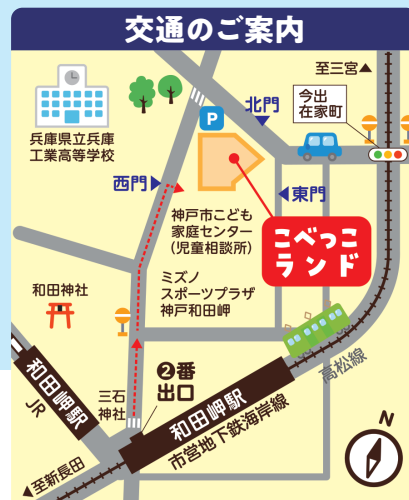 交通のご案内
至三宮▲
北門
今出
在家町
P
兵庫県立兵庫
工業高等学校
西門
東門
神戸市こども
家庭センター
(児童相談所)
こべっこ
ランド
ミズノ
スポーツプラザ
神戸和田岬
和田神社
高松線
❷番
出口
三石
神社
和田岬駅
JR
和田岬駅
市営地下鉄海岸線
▲至新長田
N